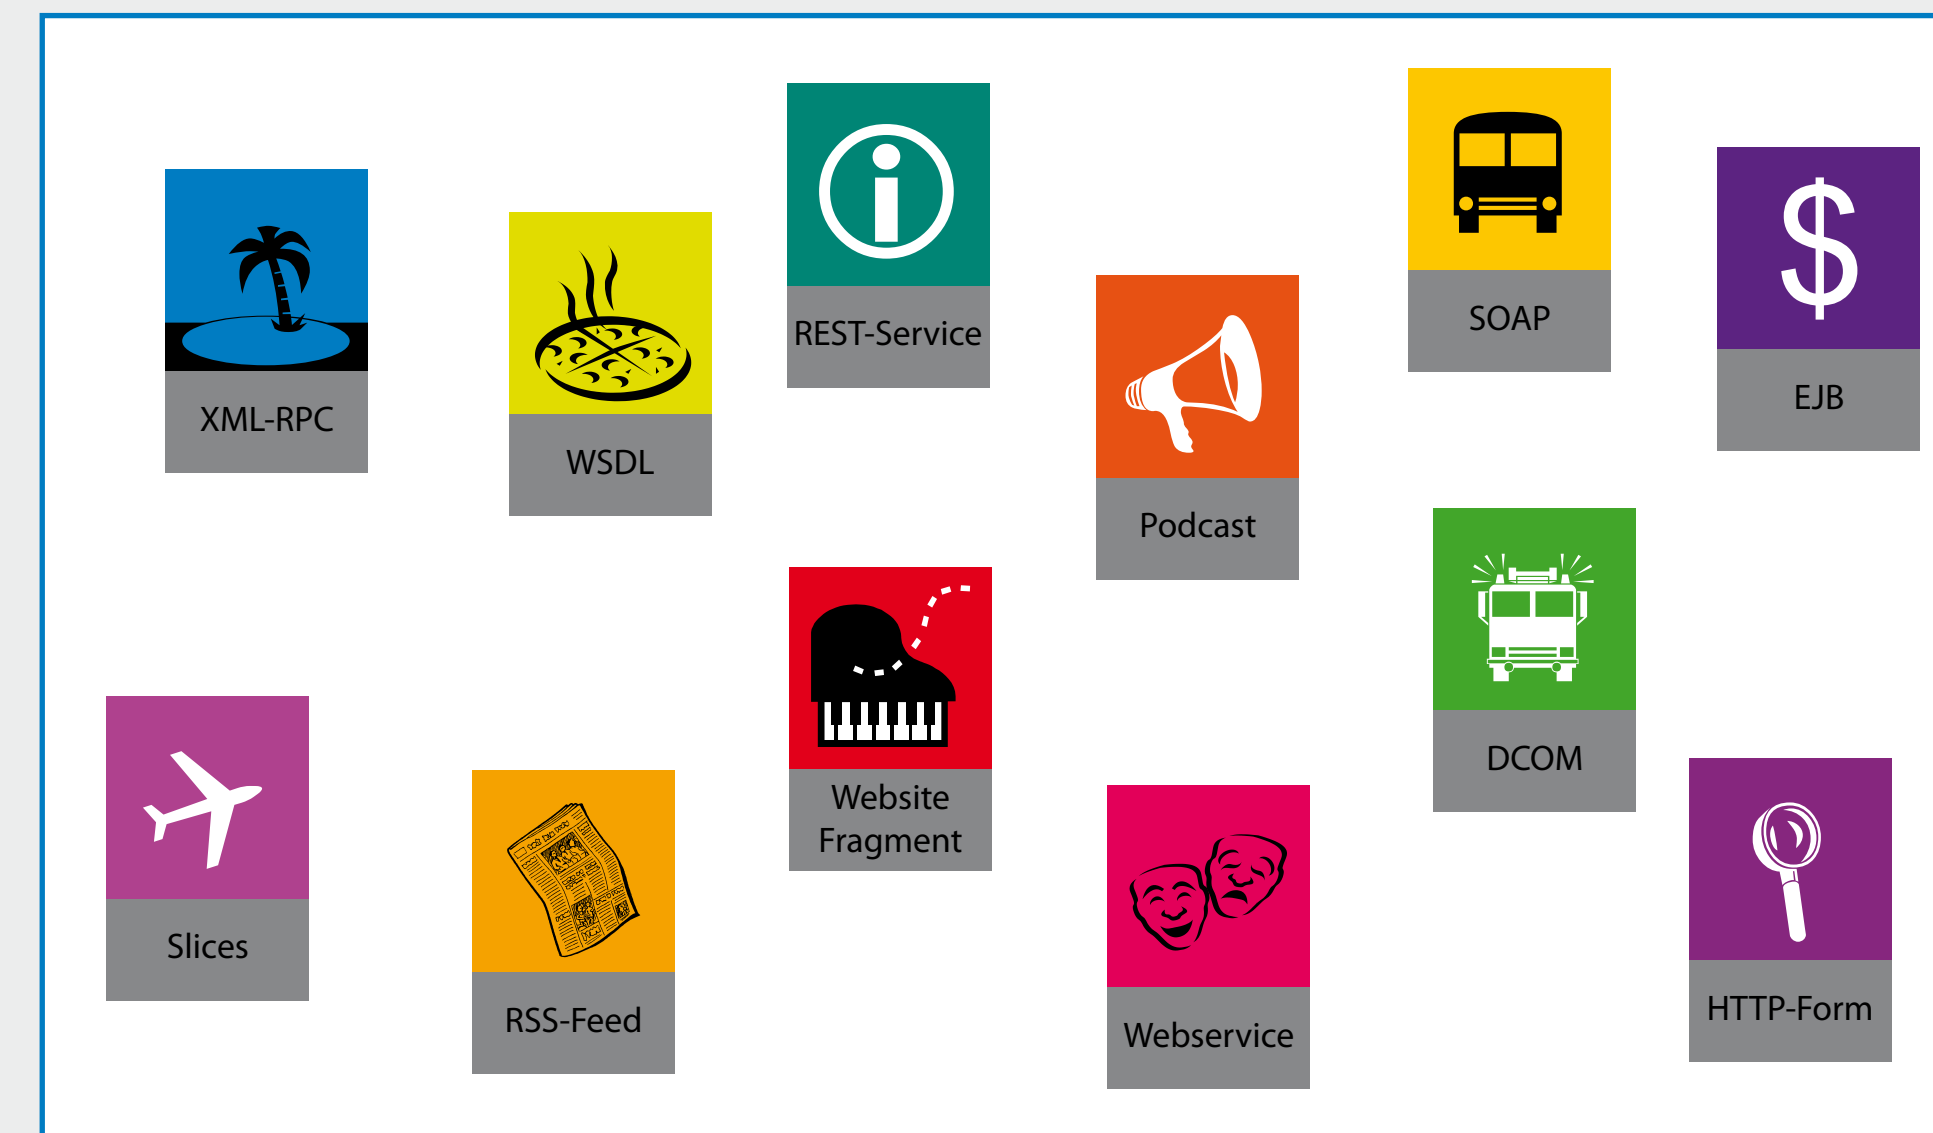 XML-RPC
WSDL
REST-Service
Podcast
SOAP
$
EJB
Slices
RSS-Feed
Website
Fragment
Webservice
DCOM
HTTP-Form